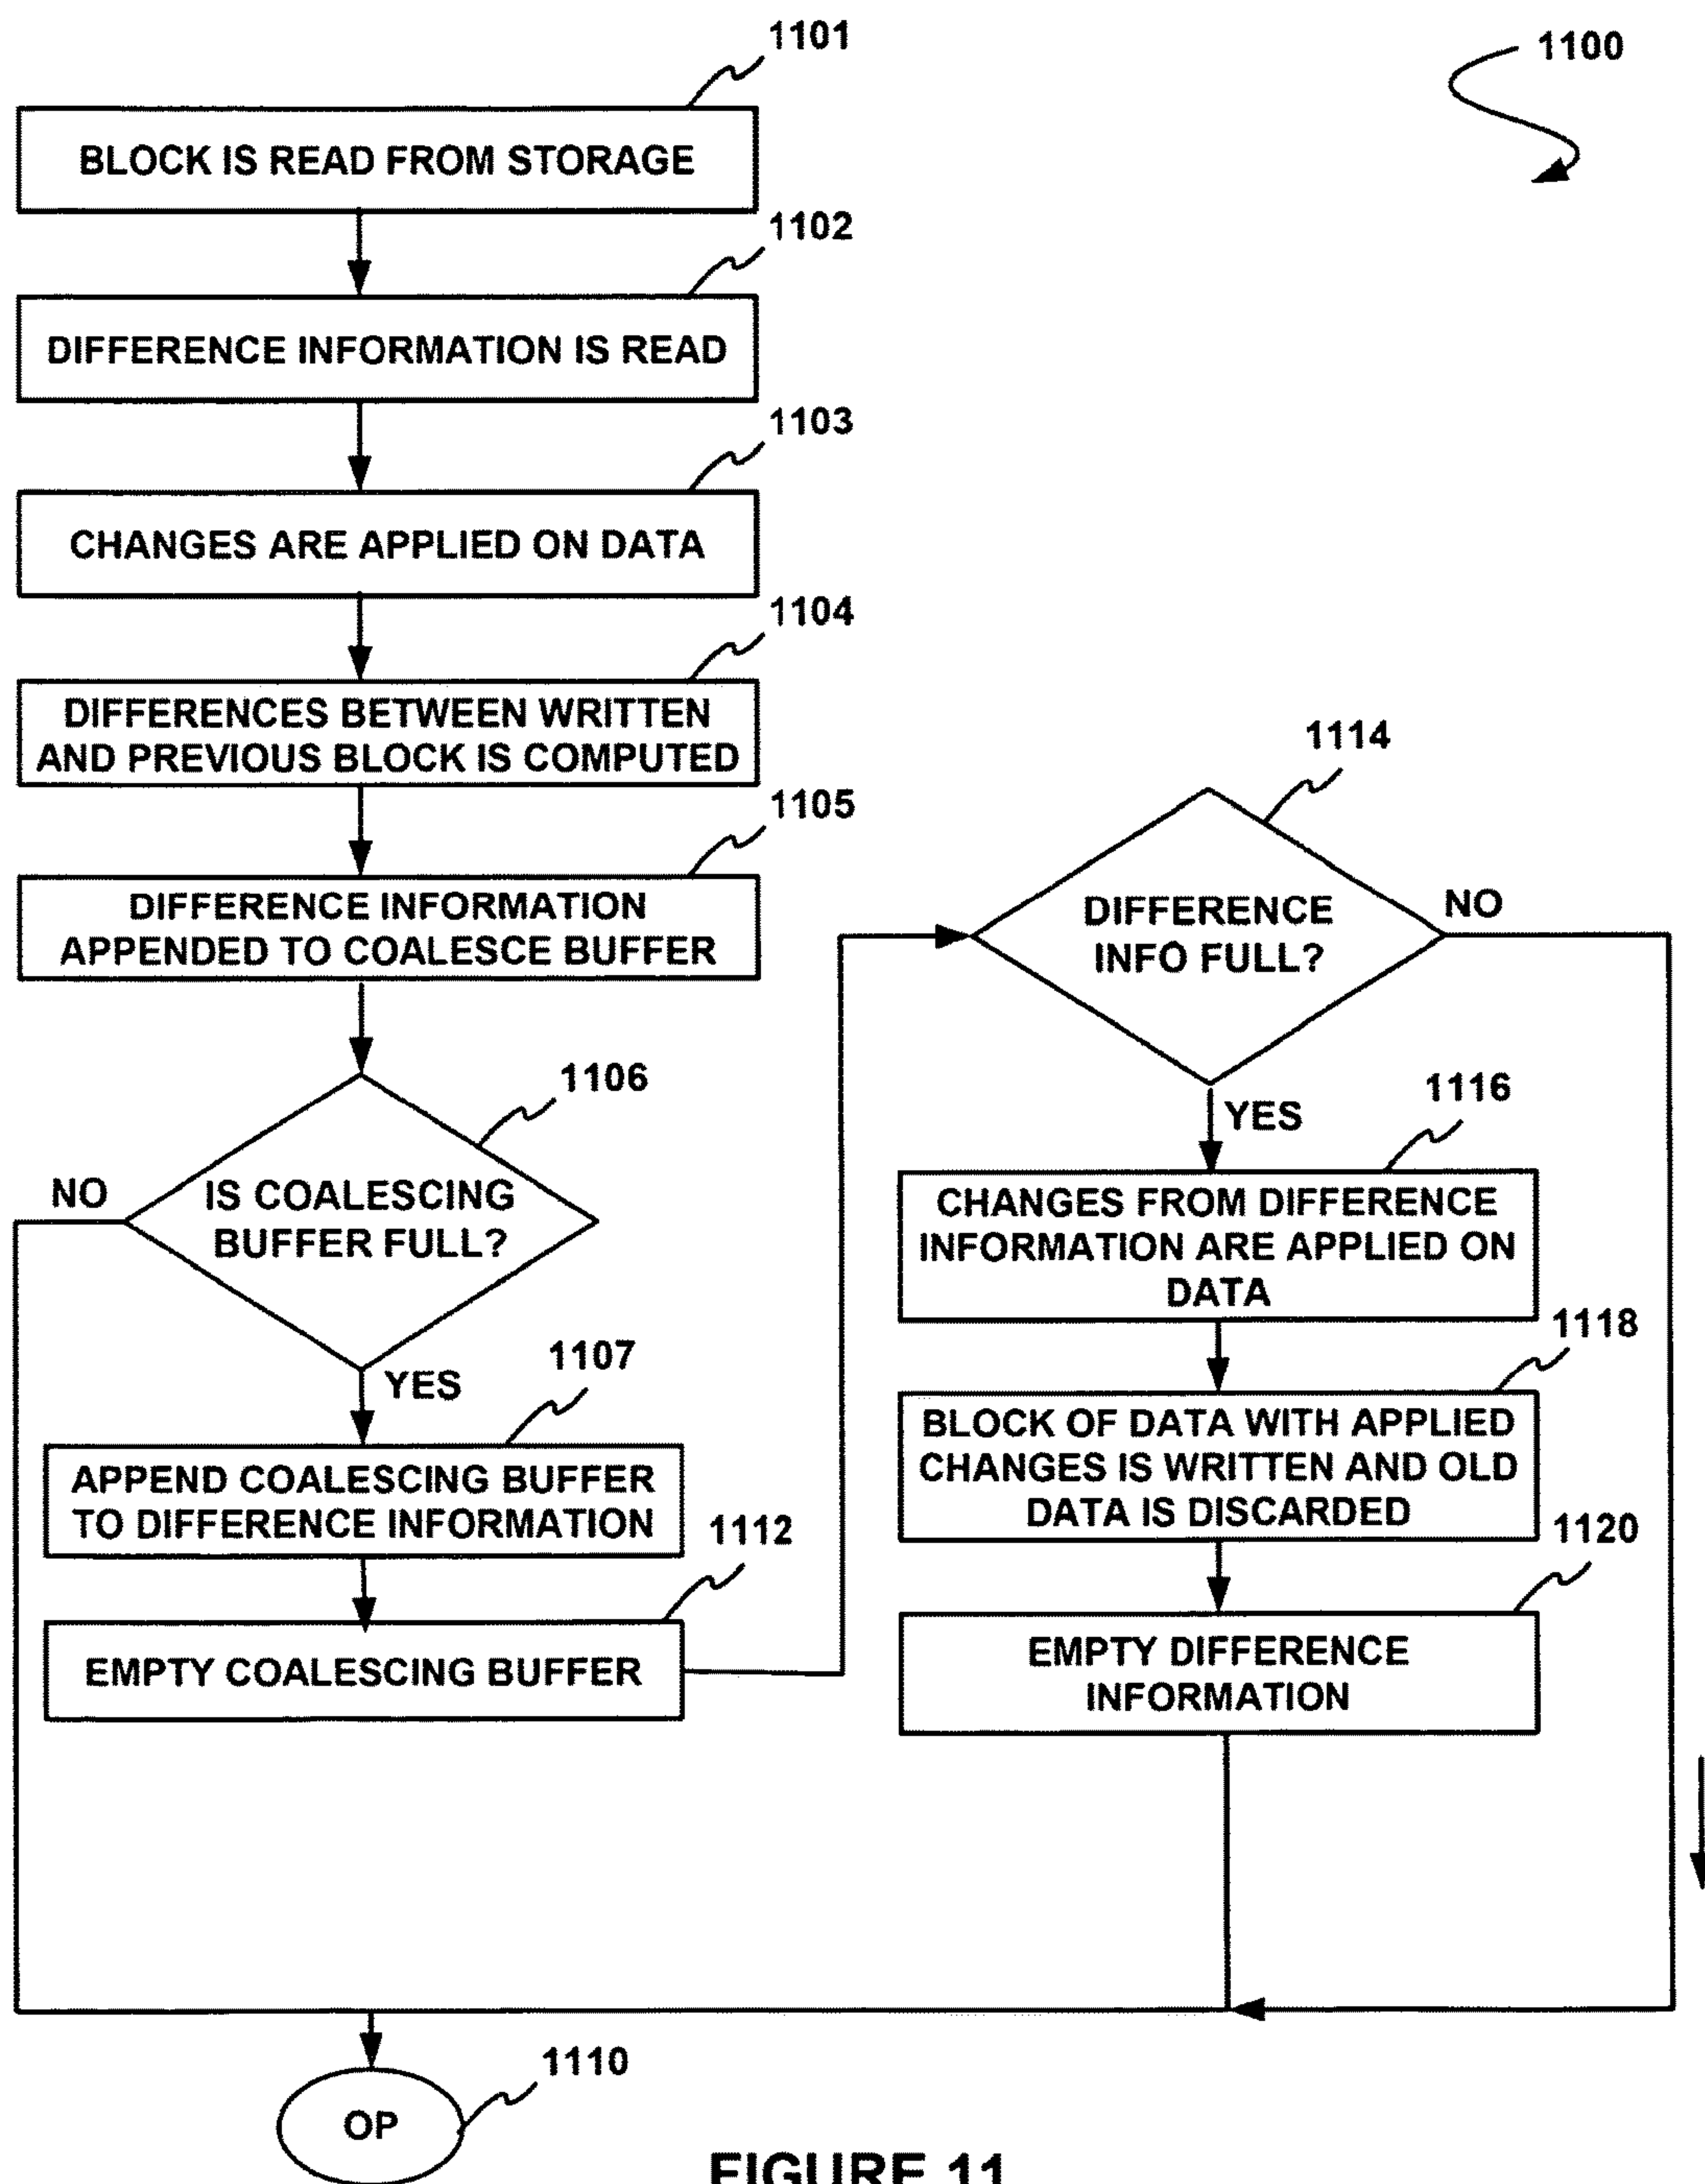 1101
1100
BLOCK IS READ FROM STORAGE
1102
DIFFERENCE INFORMATION IS READ
1103
CHANGES ARE APPLIED ON DATA
1104
DIFFERENCES BETWEEN WRITTEN
AND PREVIOUS BLOCK IS COMPUTED
1105
DIFFERENCE INFORMATION
APPENDED TO COALESCE BUFFER
1106
IS COALESCING
BUFFER FULL?
NO
YES
1107
APPEND COALESCING BUFFER
TO DIFFERENCE INFORMATION
1112
EMPTY COALESCING BUFFER
1114
DIFFERENCE
INFO FULL?
NO
YES
1116
CHANGES FROM DIFFERENCE
INFORMATION ARE APPLIED ON
DATA
1118
BLOCK OF DATA WITH APPLIED
CHANGES IS WRITTEN AND OLD
DATA IS DISCARDED
1120
EMPTY DIFFERENCE
INFORMATION
1110
OP
FIGURE 11